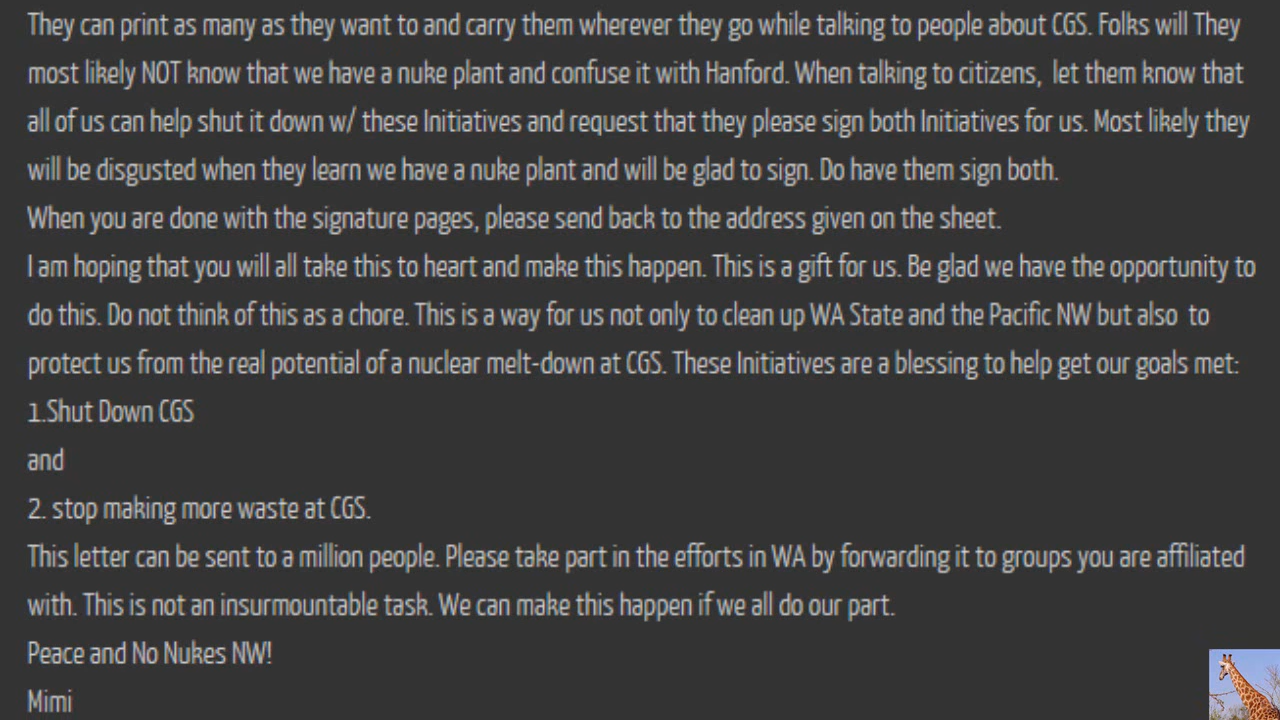 They can print as many as they want to and carry them wherever they go while talking to people about CGS. Folks will They
most likely NOT know that we have a nuke plant and confuse it with Hanford. When talking to citizens, let them know that
all of us can help shut it down w/ these Initiatives and request that they please sign both Initiatives for us. Most likely they
will be disgusted when they learn we have a nuke plant and will be glad to sign. Do have them sign both.
When you are done with the signature pages, please send back to the address given on the sheet.
I am hoping that you will all take this to heart and make this happen. This is a gift for us. Be glad we have the opportunity to
do this. Do not think of this as a chore. This is a way for us not only to clean up WA State and the Pacific NW but also to
protect us from the real potential of a nuclear melt-down at CGS. These Initiatives are a blessing to help get our goals met:
1.Shut Down CGS
and
2. stop making more waste at CGS.
This letter can be sent to a million people. Please take part in the efforts in WA by forwarding it to groups you are affiliated
with. This is not an insurmountable task. We can make this happen if we all do our part.
Peace and No Nukes NW!
Mimi